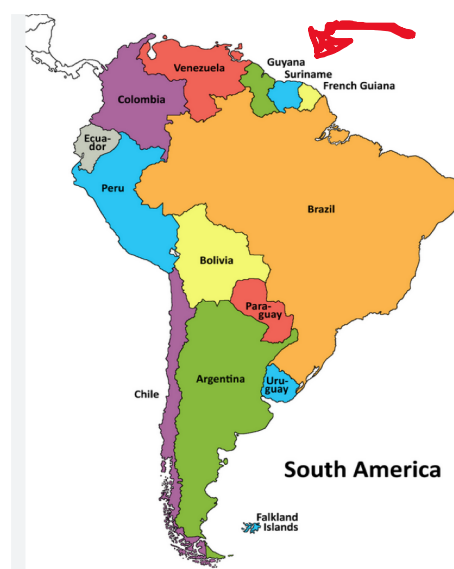 Guyana
Suriname
French Guiana
Venezuela
Colombia
Ecua-
dor
Peru
Brazil
Bolivia
Para-
guay
Chile
Argentina
Uru-
guay
South America
Falkland
Islands